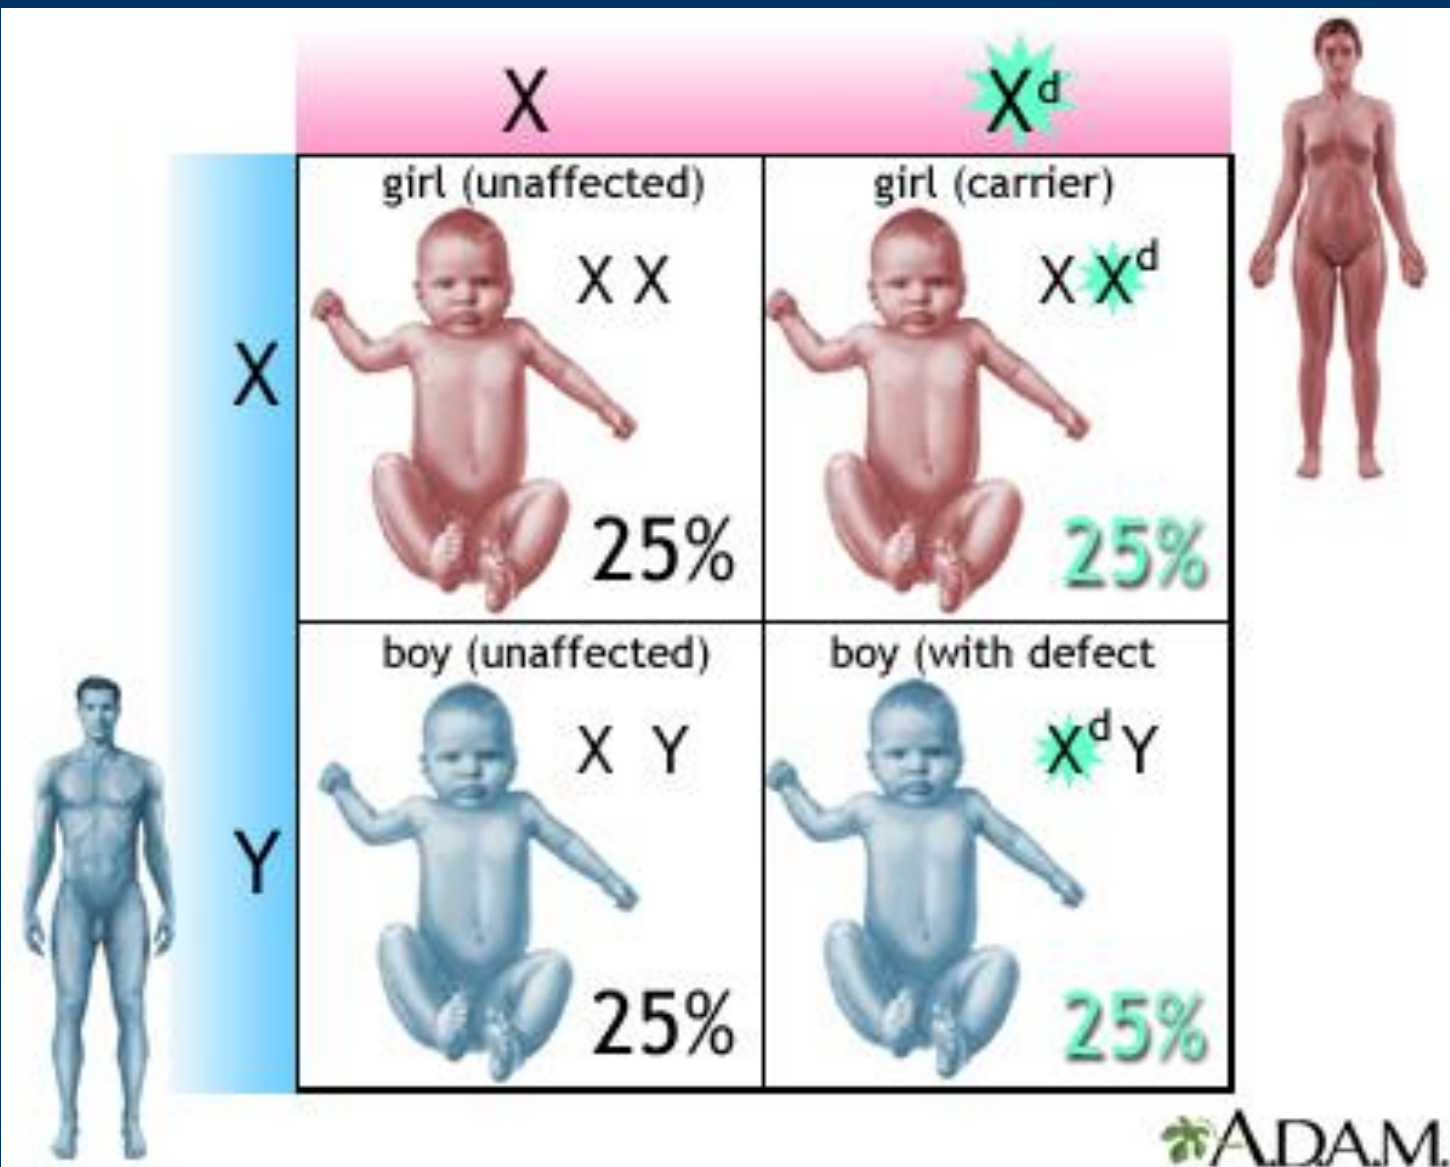 X Xd
girl (unaffected) girl (carrier)
X X X Xd
X
25% 25%
boy (unaffected) boy (with defect
X Y Xd Y
Y
25% 25%
A.D.A.M.